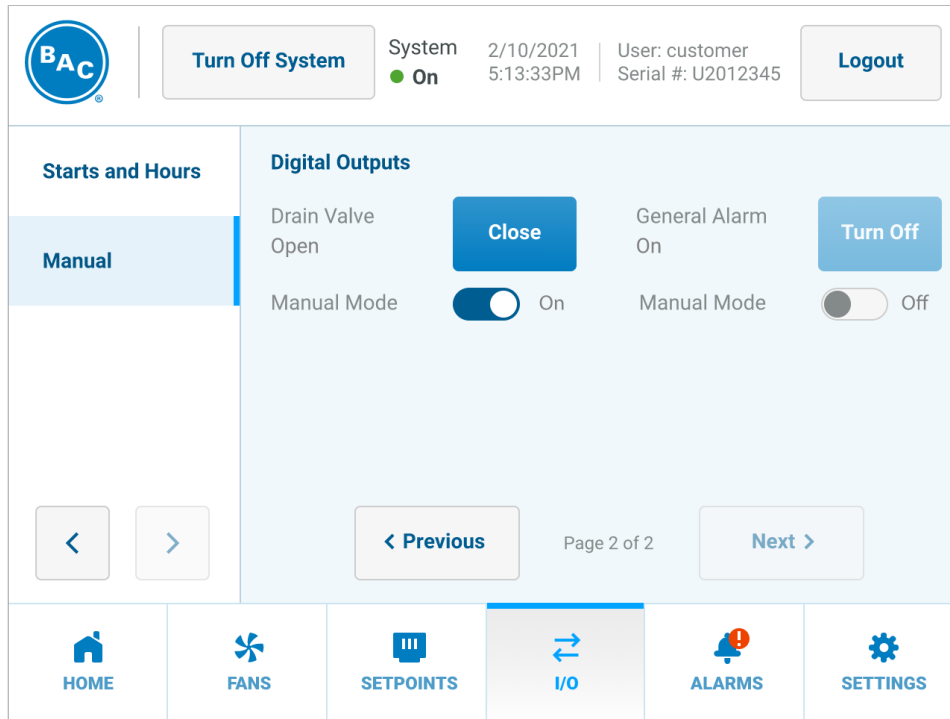 BAC
®
Turn Off System
System
On
2/10/2021
5:13:33PM
User: customer
Serial #: U2012345
Logout
Starts and Hours
Manual
Digital Outputs
Drain Valve
Open
Close
General Alarm
On
Turn Off
Manual Mode
On
Manual Mode
Off
< >
< Previous
Page 2 of 2
Next >
HOME
FANS
SETPOINTS
I/O
ALARMS
SETTINGS